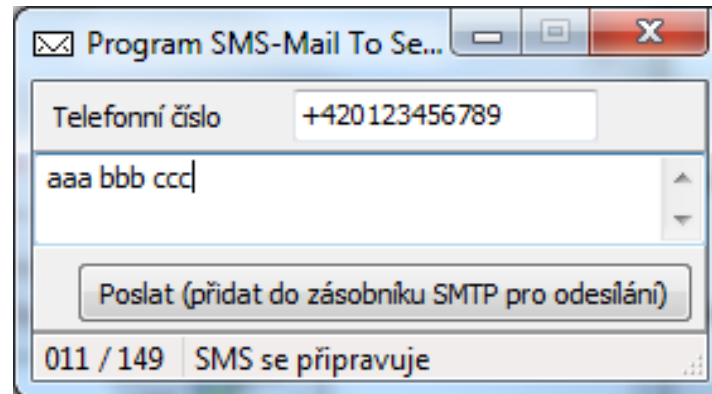 Program SMS-Mail To Se...
Telefonní číslo +420123456789
aaa bbb ccc
Poslat (přidat do zásobníku SMTP pro odesílání)
011 / 149 SMS se připravuje